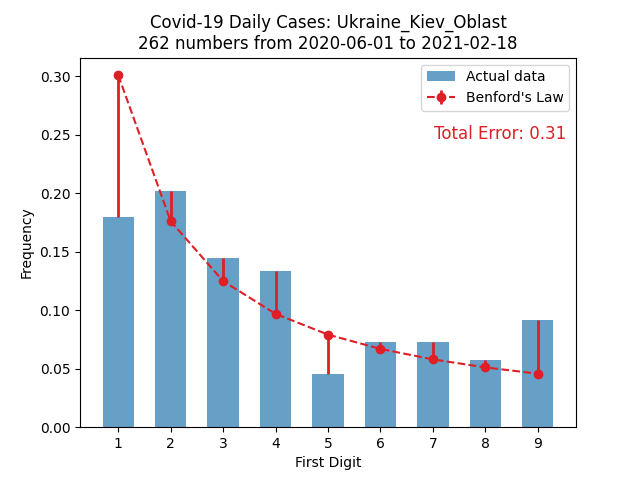 Covid-19 Daily Cases: Ukraine_Kiev_Oblast
262 numbers from 2020-06-01 to 2021-02-18
Actual data
Benford's Law
Total Error: 0.31
0.30
0.25
0.20
0.15
0.10
0.05
0.00
Frequency
1 2 3 4 5 6 7 8 9
First Digit